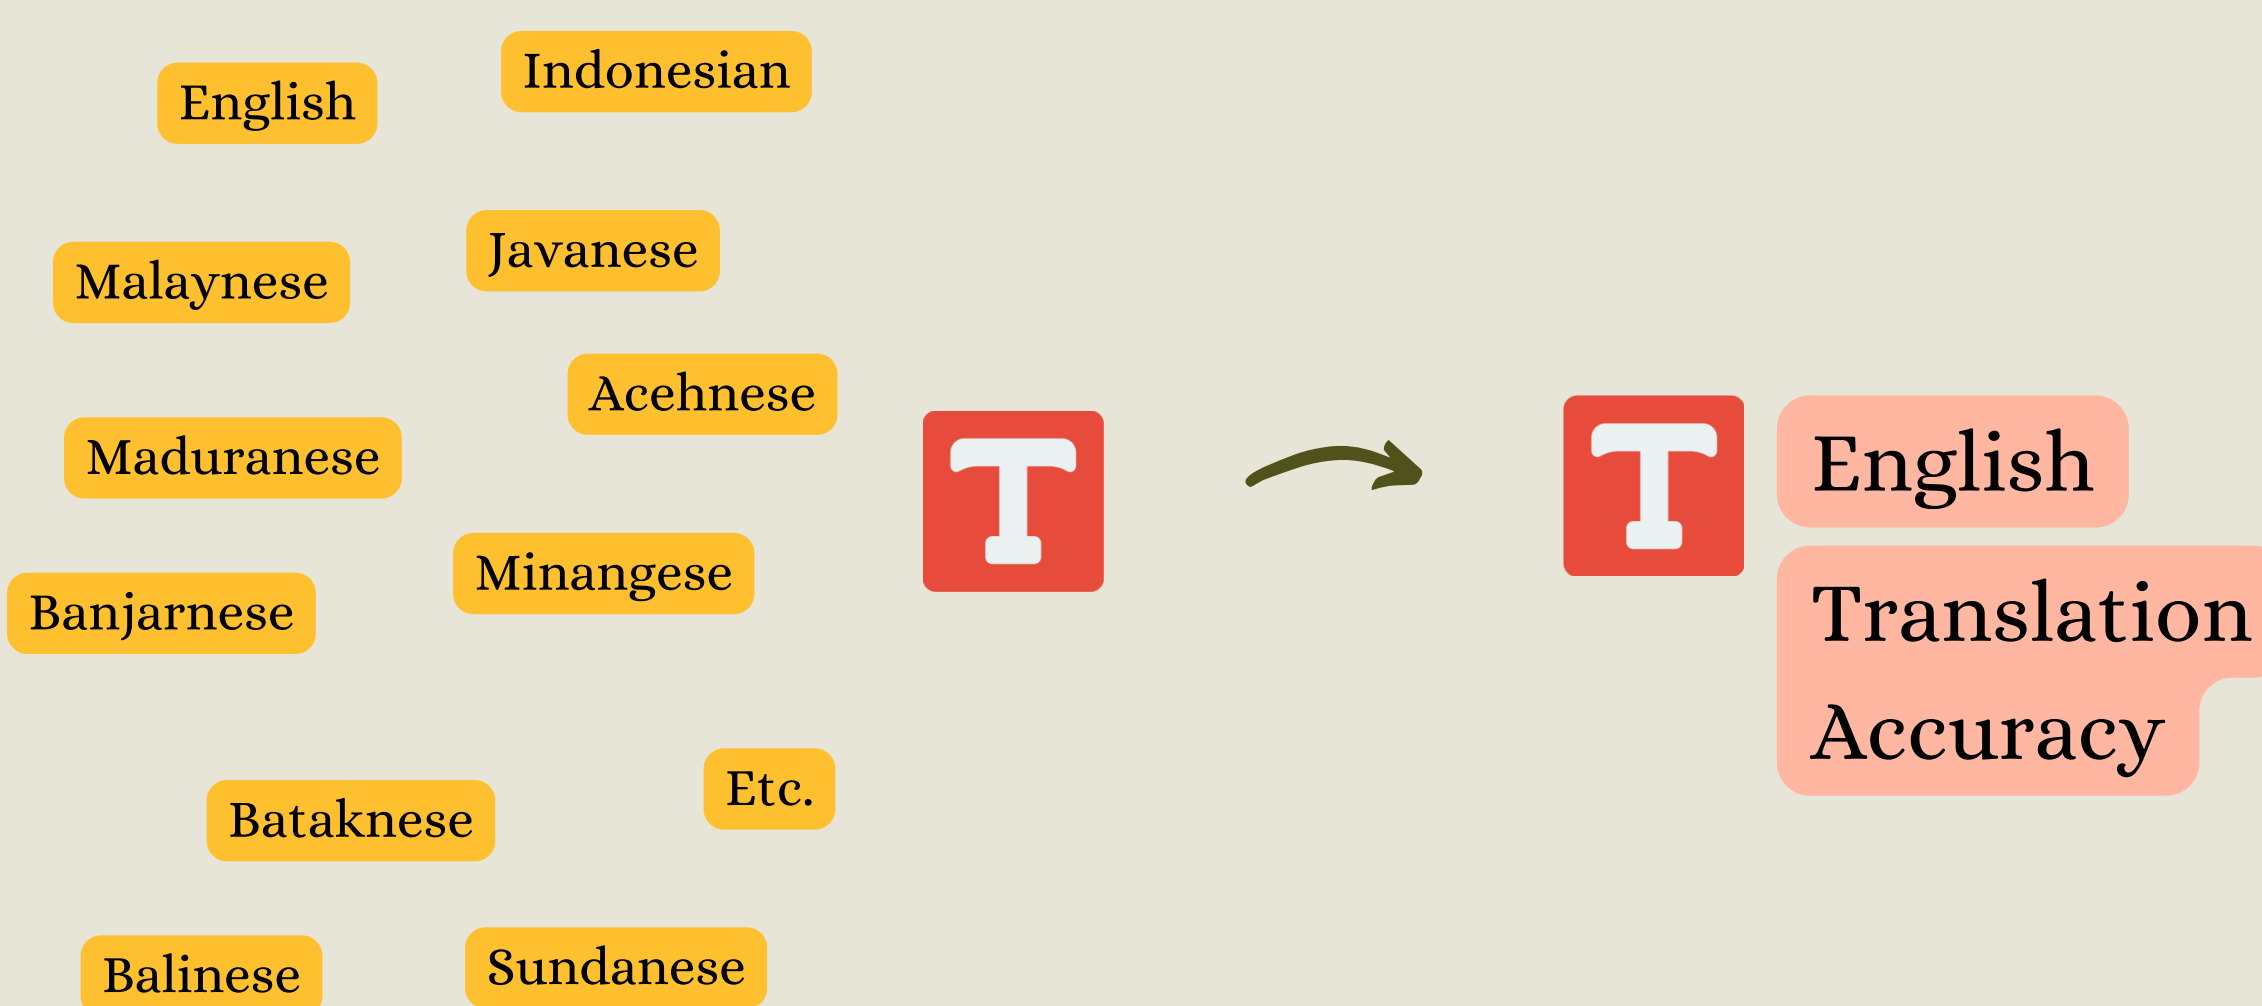 English
Indonesian
Malaynese
Javanese
Acehnese
Maduranese
Minangese
Banjarnese
Etc.
Bataknese
Balinese
Sundanese
T
T
English
Translation
Accuracy